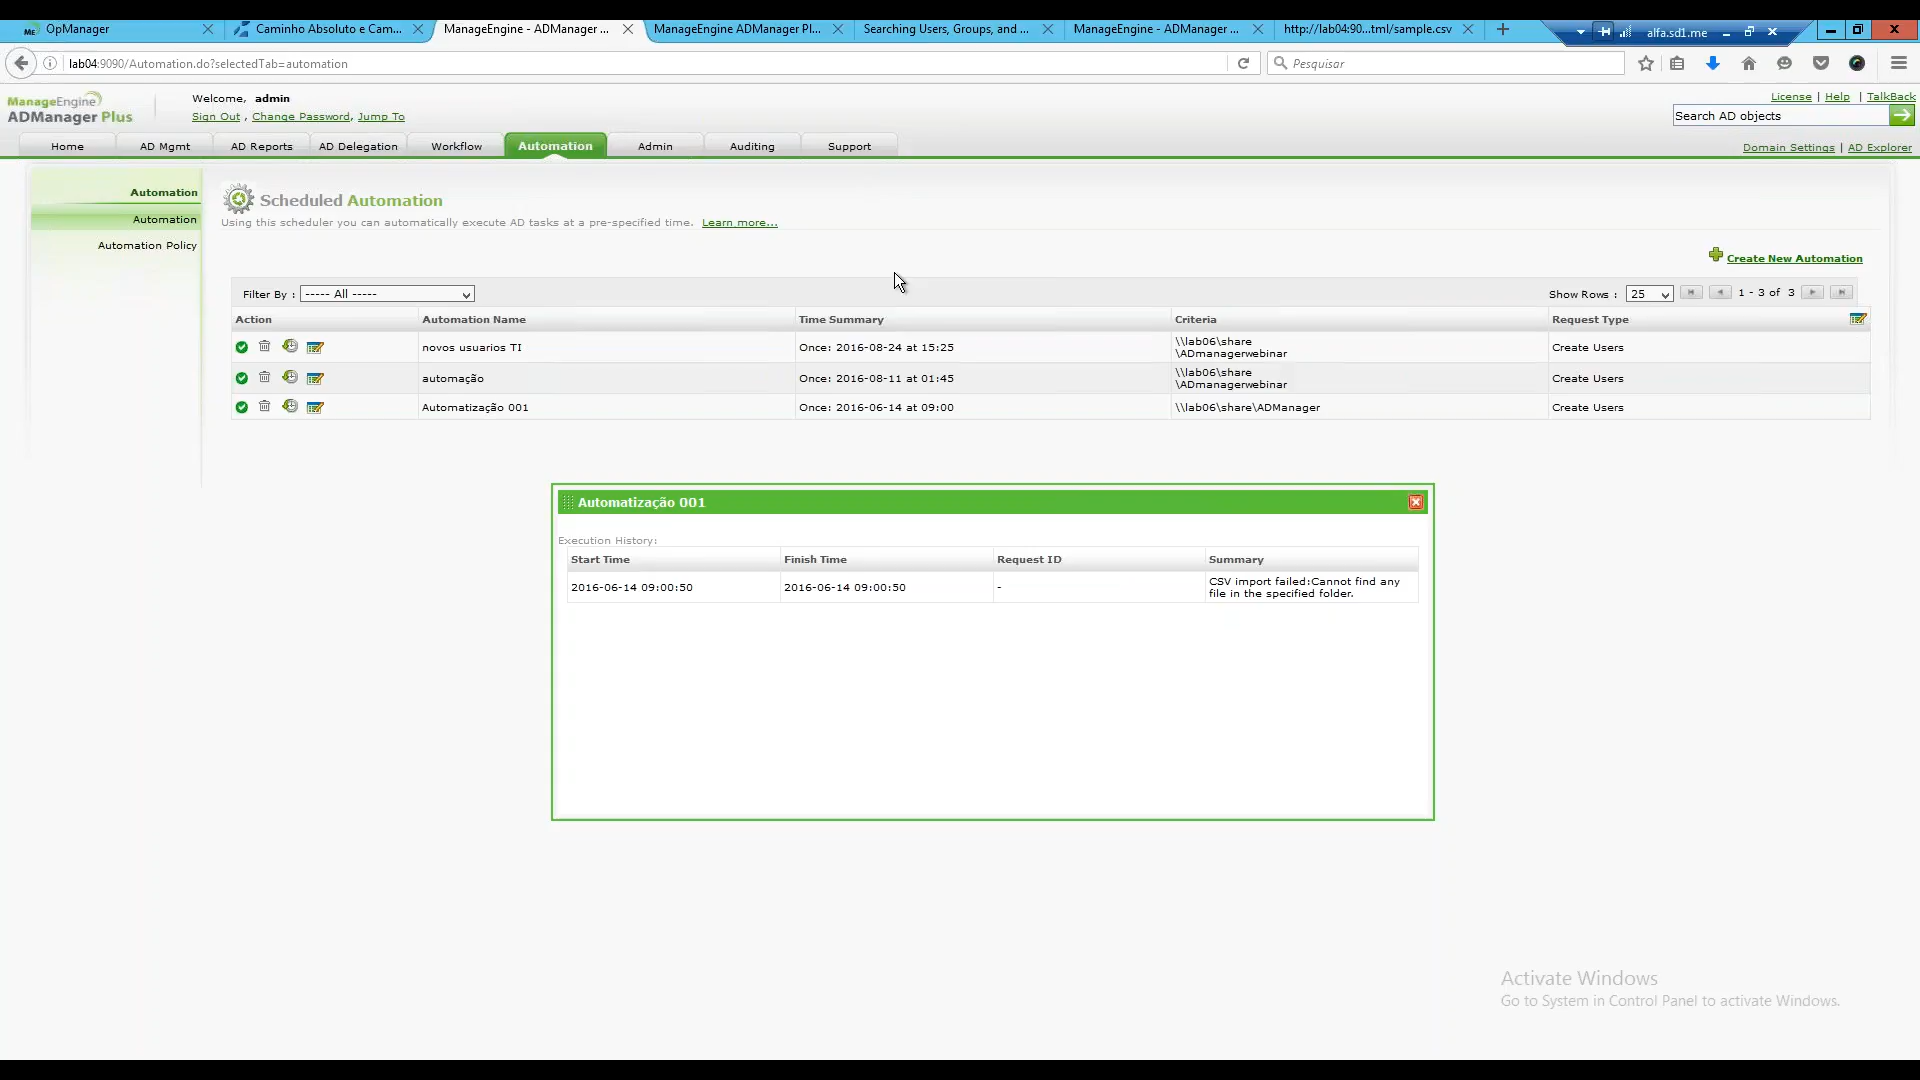 OpManager
Caminho Absoluto e Cam...
ManageEngine - ADManager ...
ManageEngine ADManager Pl...
Searching Users, Groups, and ...
ManageEngine - ADManager ...
http://lab04:90...tml/sample.csv
alfa.sd1.me
lab04:9090/Automation.do?selectedTab=automation
Pesquisar
ManageEngine
ADManager Plus
Welcome, admin
Sign Out , Change Password, Jump To
License | Help | TalkBack
Search AD objects
Home
AD Mgmt
AD Reports
AD Delegation
Workflow
Automation
Admin
Auditing
Support
Domain Settings | AD Explorer
Automation
Automation
Automation Policy
Scheduled Automation
Using this scheduler you can automatically execute AD tasks at a pre-specified time. Learn more...
Create New Automation
Filter By : ----- All -----
Show Rows : 25 1 - 3 of 3
Action Automation Name Time Summary Criteria Request Type
novos usuarios TI Once: 2016-08-24 at 15:25 \\lab06\share
\ADmanagerwebinar Create Users
automação Once: 2016-08-11 at 01:45 \\lab06\share
\ADmanagerwebinar Create Users
Automatização 001 Once: 2016-06-14 at 09:00 \\lab06\share\ADManager Create Users
Automatização 001
Execution History:
Start Time Finish Time Request ID Summary
2016-06-14 09:00:50 2016-06-14 09:00:50 - CSV import failed:Cannot find any
file in the specified folder.
Activate Windows
Go to System in Control Panel to activate Windows.